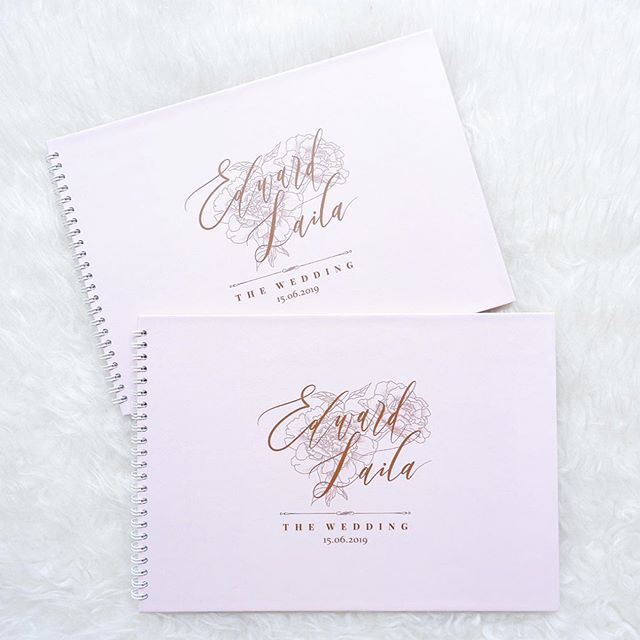 Edward
Laila
THE WEDDING
15.06.2019
Edward
Laila
THE WEDDING
15.06.2019